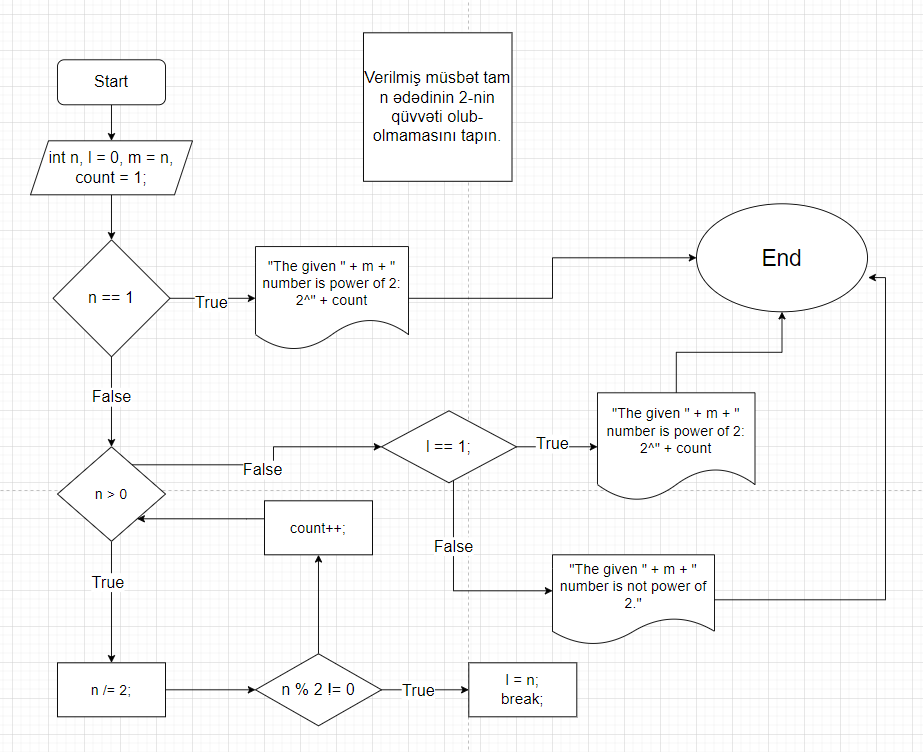 Start
Verilmiş müsbət tam
n ədədinin 2-nin
qüvvəti olub-
olmamasını tapın.
int n, l = 0, m = n,
count = 1;
n == 1
True
"The given " + m + "
number is power of 2:
2^" + count
End
False
n > 0
False
l == 1;
True
"The given " + m + "
number is power of 2:
2^" + count
count++;
False
True
"The given " + m + "
number is not power of
2."
n /= 2;
n % 2 != 0
True
l = n;
break;